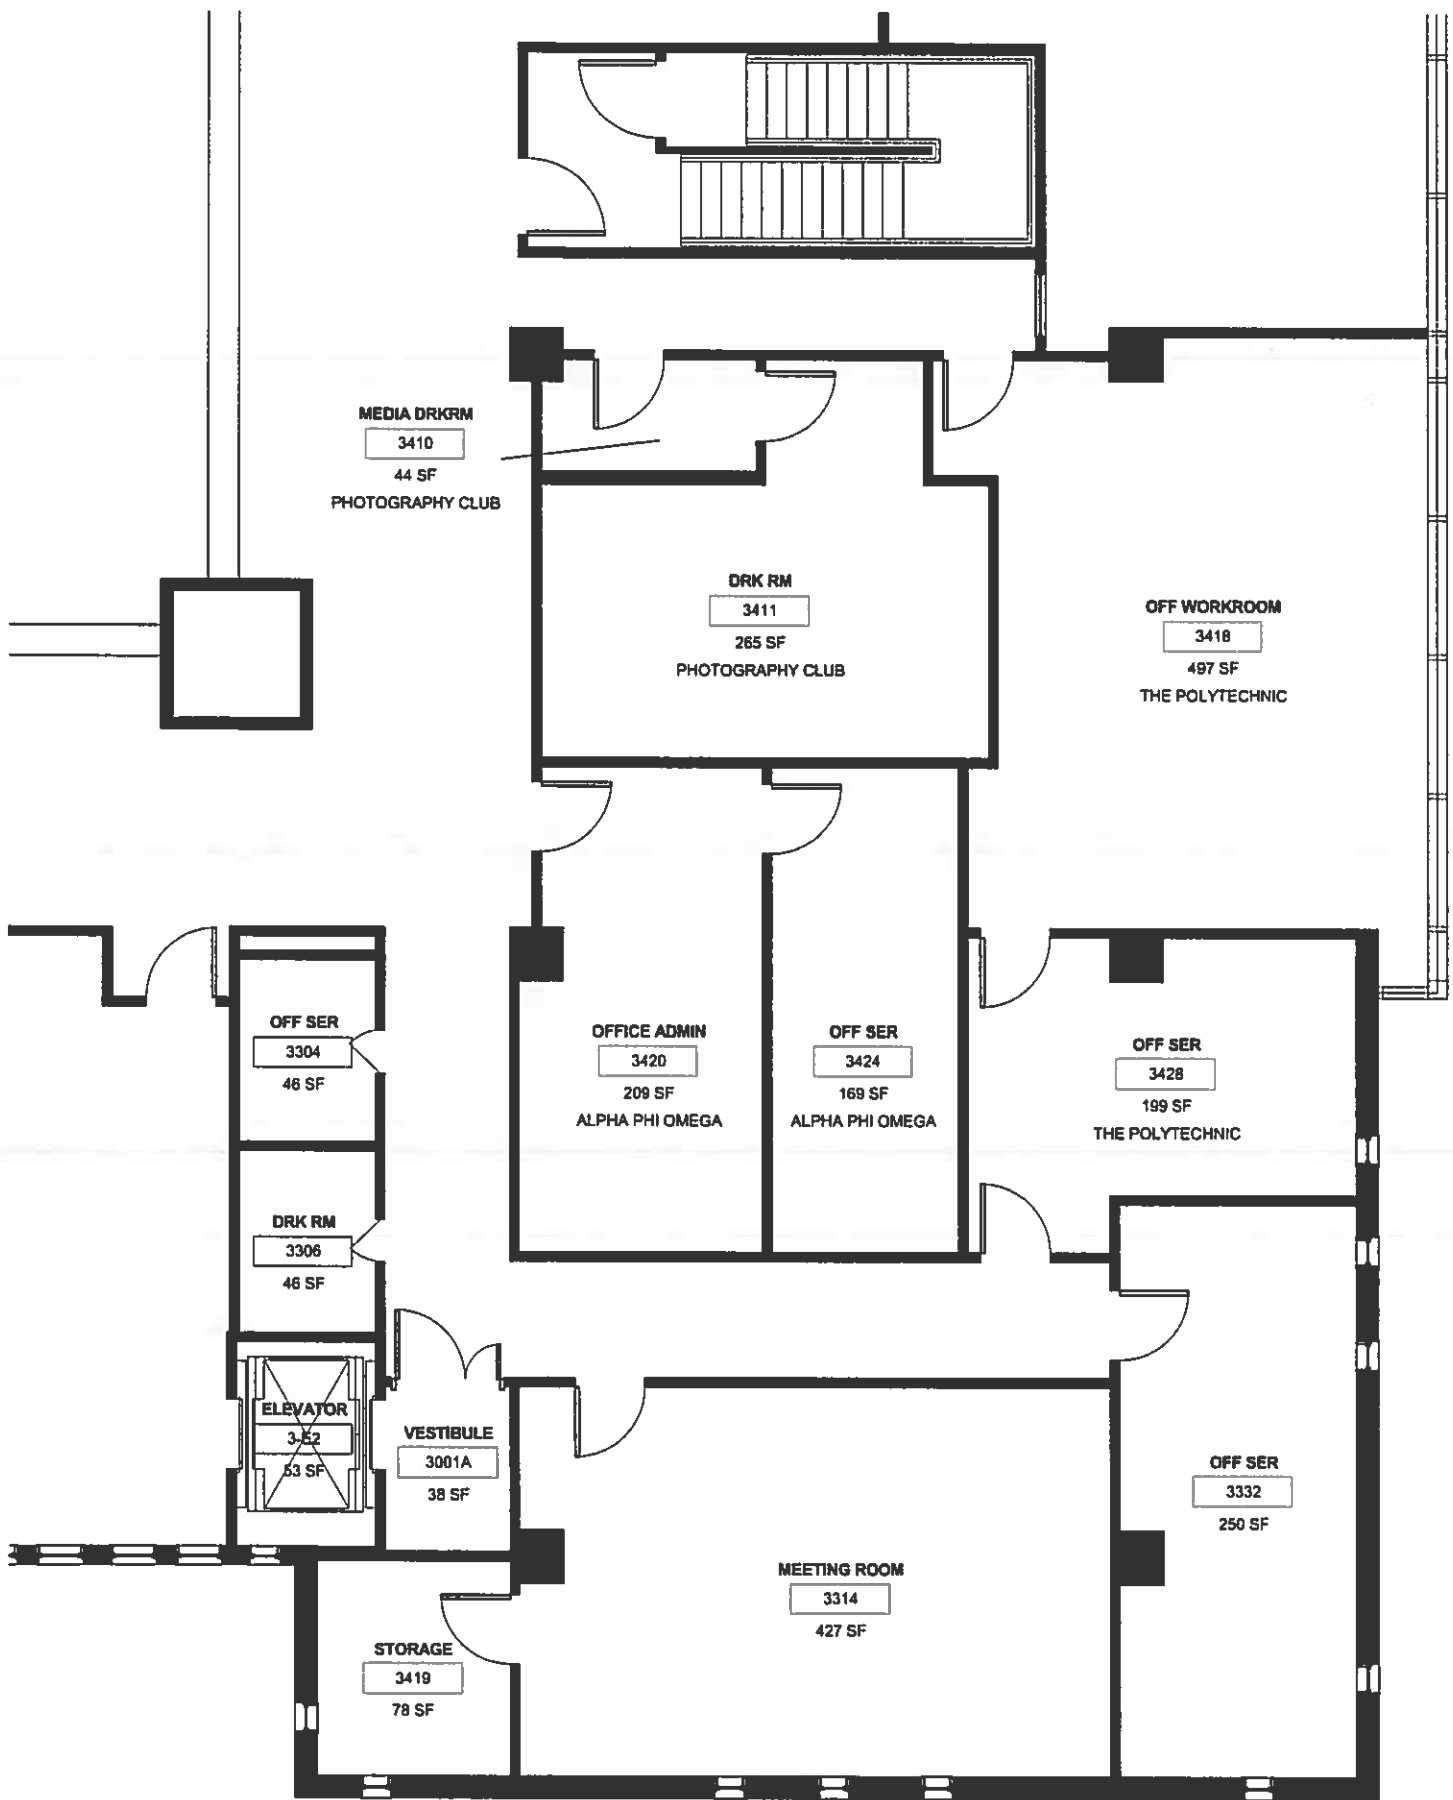 MEDIA DRKRM
3410
44 SF
PHOTOGRAPHY CLUB
DRK RM
3411
265 SF
PHOTOGRAPHY CLUB
OFF WORKROOM
3418
497 SF
THE POLYTECHNIC
OFF SER
3304
46 SF
OFFICE ADMIN
3420
209 SF
ALPHA PHI OMEGA
OFF SER
3424
169 SF
ALPHA PHI OMEGA
OFF SER
3428
199 SF
THE POLYTECHNIC
DRK RM
3306
46 SF
ELEVATOR
3-E2
53 SF
VESTIBULE
3001A
38 SF
OFF SER
3332
250 SF
MEETING ROOM
3314
427 SF
STORAGE
3419
78 SF